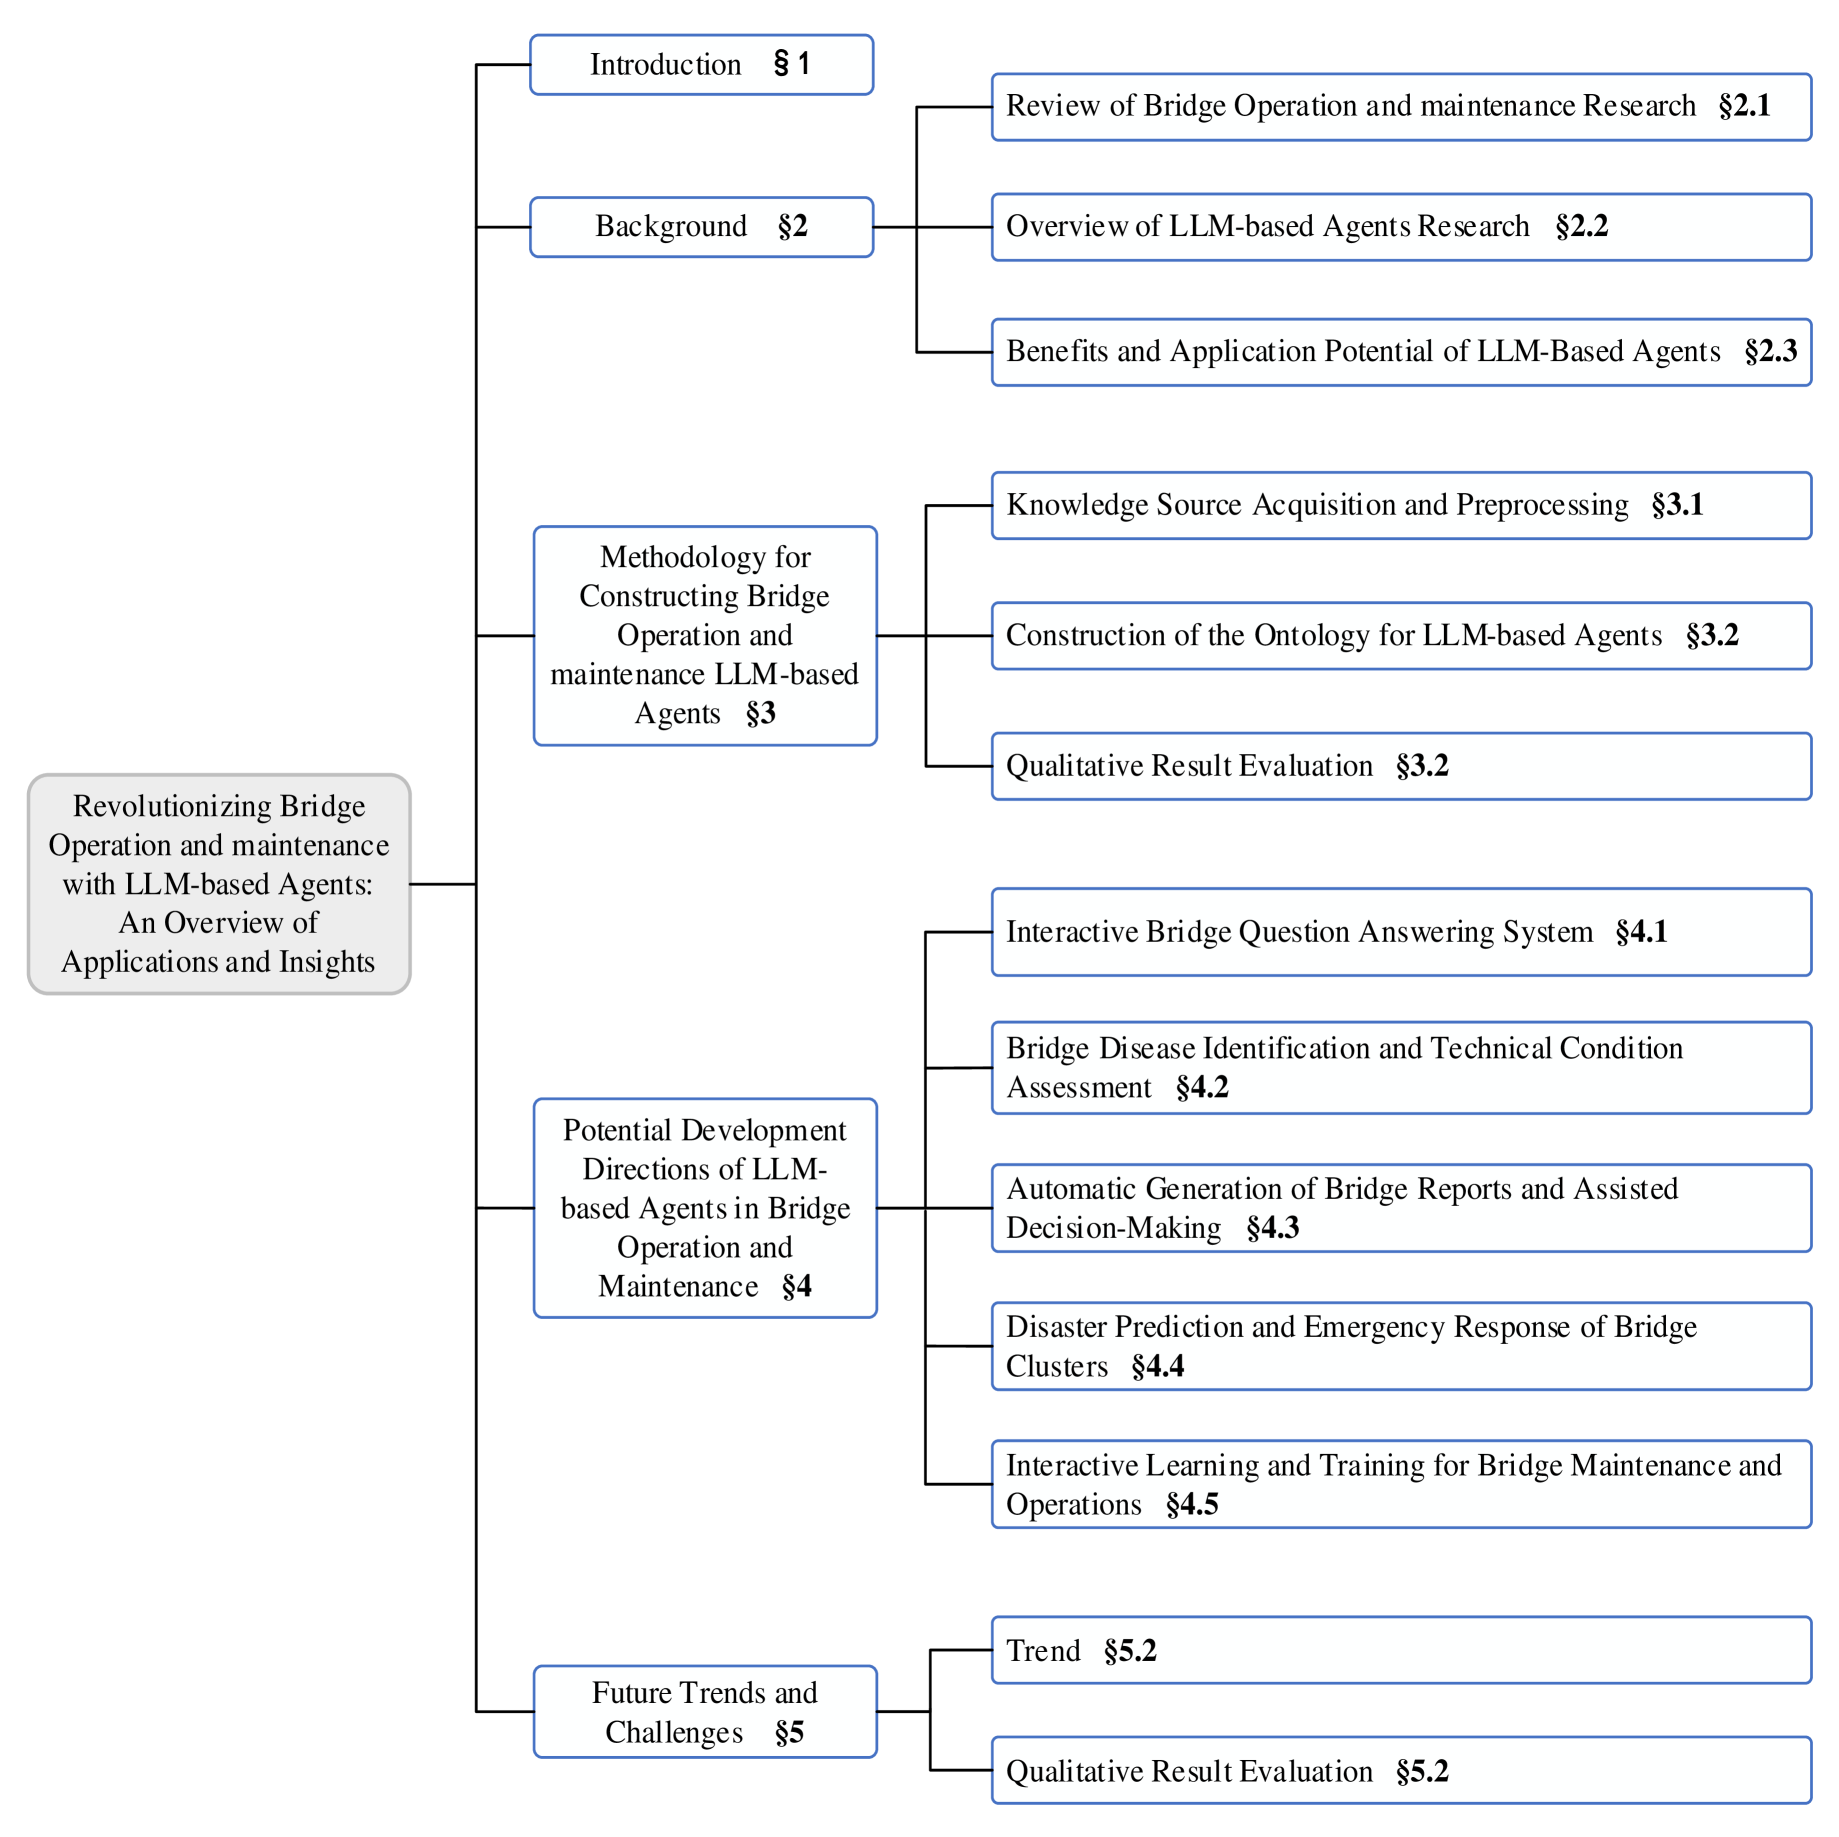 Introduction § 1
Review of Bridge Operation and maintenance Research §2.1
Background §2
Overview of LLM-based Agents Research §2.2
Benefits and Application Potential of LLM-Based Agents §2.3
Knowledge Source Acquisition and Preprocessing §3.1
Methodology for
Constructing Bridge
Operation and
maintenance LLM-based
Agents §3
Construction of the Ontology for LLM-based Agents §3.2
Qualitative Result Evaluation §3.2
Revolutionizing Bridge
Operation and maintenance
with LLM-based Agents:
An Overview of
Applications and Insights
Interactive Bridge Question Answering System §4.1
Bridge Disease Identification and Technical Condition
Assessment §4.2
Potential Development
Directions of LLM-
based Agents in Bridge
Operation and
Maintenance §4
Automatic Generation of Bridge Reports and Assisted
Decision-Making §4.3
Disaster Prediction and Emergency Response of Bridge
Clusters §4.4
Interactive Learning and Training for Bridge Maintenance and
Operations §4.5
Trend §5.2
Future Trends and
Challenges §5
Qualitative Result Evaluation §5.2